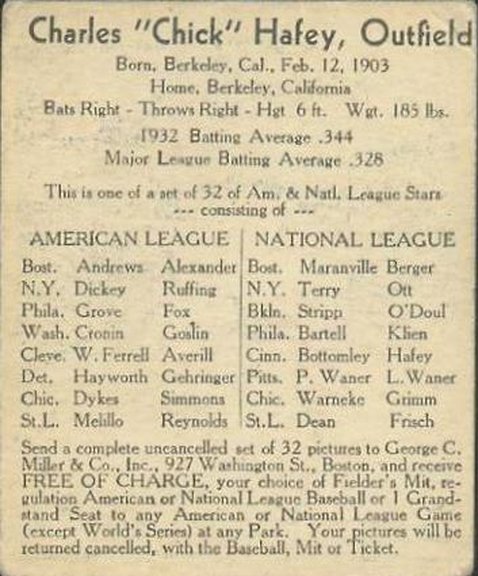 Charles "Chick" Hafey, Outfield
Born, Berkeley, Cal., Feb. 12, 1903
Home, Berkeley, California
Bats Right - Throws Right - Hgt 6 ft. Wgt. 185 lbs.
1932 Batting Average .344
Major League Batting Average .328
This is one of a set of 32 of Am. & Natl. League Stars
--- consisting of ---
AMERICAN LEAGUE NATIONAL LEAGUE
Bost. Andrews Alexander Bost. Maranville Berger
N.Y. Dickey Ruffing N.Y. Terry Ott
Phila. Grove Fox Bkln. Stripp O'Doul
Wash. Cronin Goslin Phila. Bartell Klien
Cleve. W. Ferrell Averill Cinn. Bottomley Hafey
Det. Hayworth Gehringer Pitts. P. Waner L. Waner
Chic. Dykes Simmons Chic. Warneke Grimm
St.L. Melillo Reynolds St.L. Dean Frisch
Send a complete uncancelled set of 32 pictures to George C.
Miller & Co., Inc., 927 Washington St., Boston, and receive
FREE OF CHARGE, your choice of Fielder's Mit, re-
gulation American or National League Baseball or 1 Grand-
stand Seat to any American or National League Game
(except World's Series) at any Park. Your pictures will be
returned cancelled, with the Baseball, Mit or Ticket.